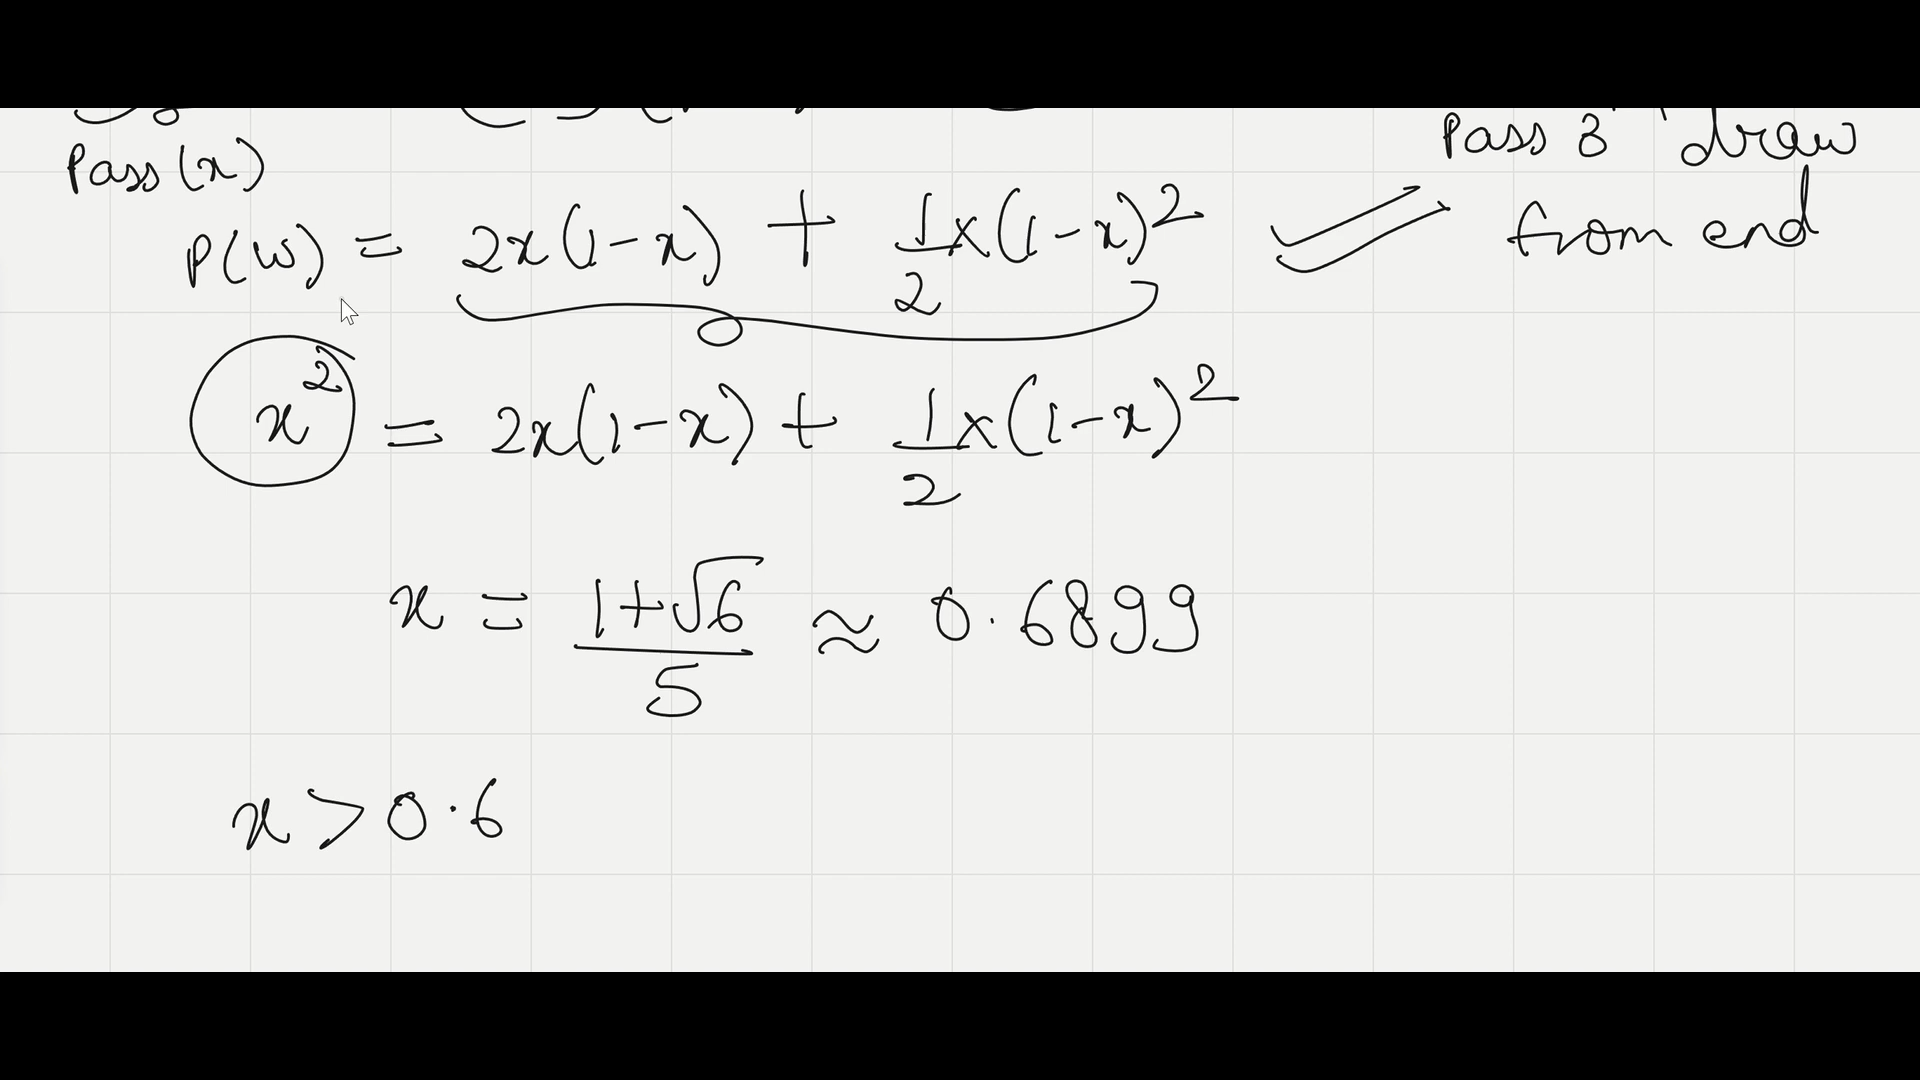 Pass 3 draw
Pass (x)
P(W) = 2x(1-x) + 1/2 x (1-x)^2 from end
x^2 = 2x(1-x) + 1/2 x (1-x)^2
x = (1+√6)/5 ≈ 0.6899
x > 0.6